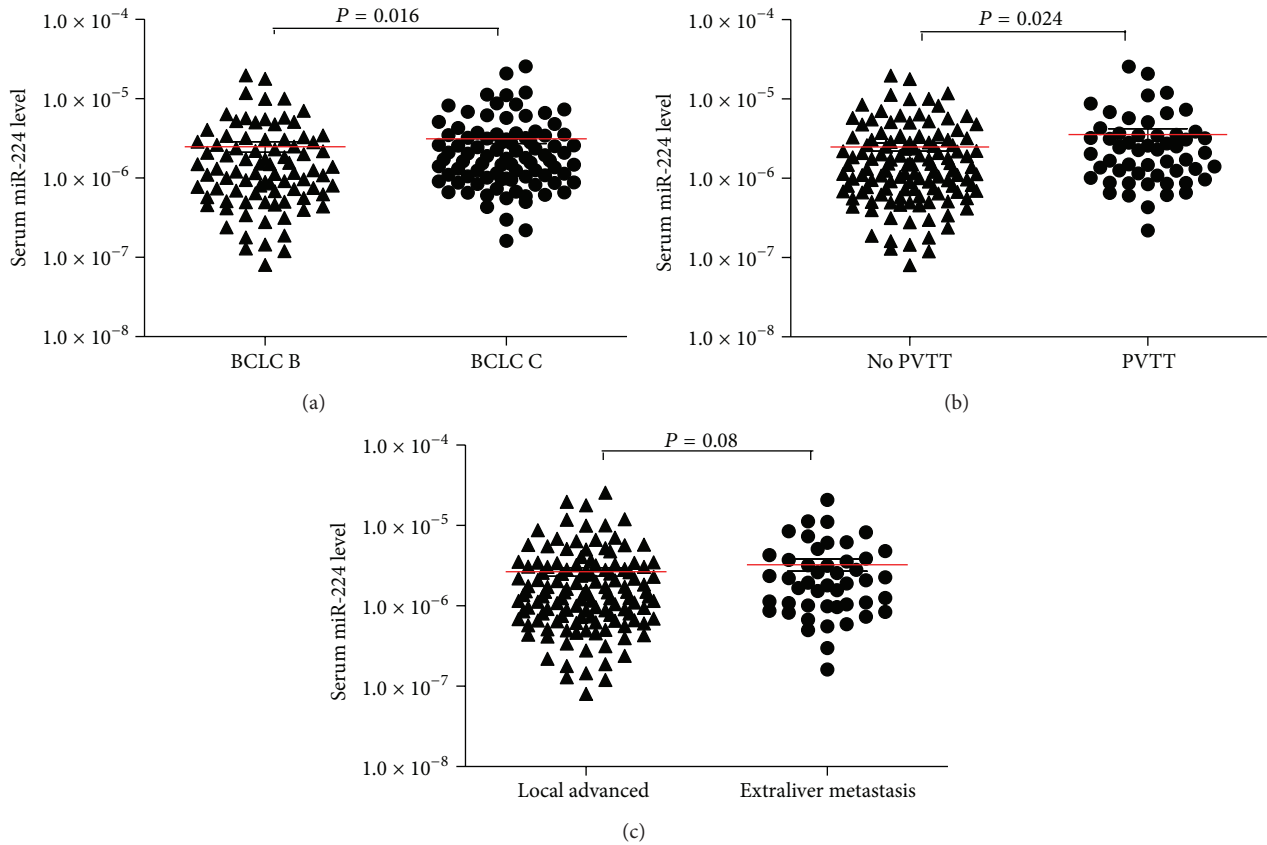 P = 0.016
Serum miR-224 level
1.0 × 10⁻⁴
1.0 × 10⁻⁵
1.0 × 10⁻⁶
1.0 × 10⁻⁷
1.0 × 10⁻⁸
BCLC B
BCLC C
(a)
P = 0.024
Serum miR-224 level
1.0 × 10⁻⁴
1.0 × 10⁻⁵
1.0 × 10⁻⁶
1.0 × 10⁻⁷
1.0 × 10⁻⁸
No PVTT
PVTT
(b)
P = 0.08
Serum miR-224 level
1.0 × 10⁻⁴
1.0 × 10⁻⁵
1.0 × 10⁻⁶
1.0 × 10⁻⁷
1.0 × 10⁻⁸
Local advanced
Extraliver metastasis
(c)